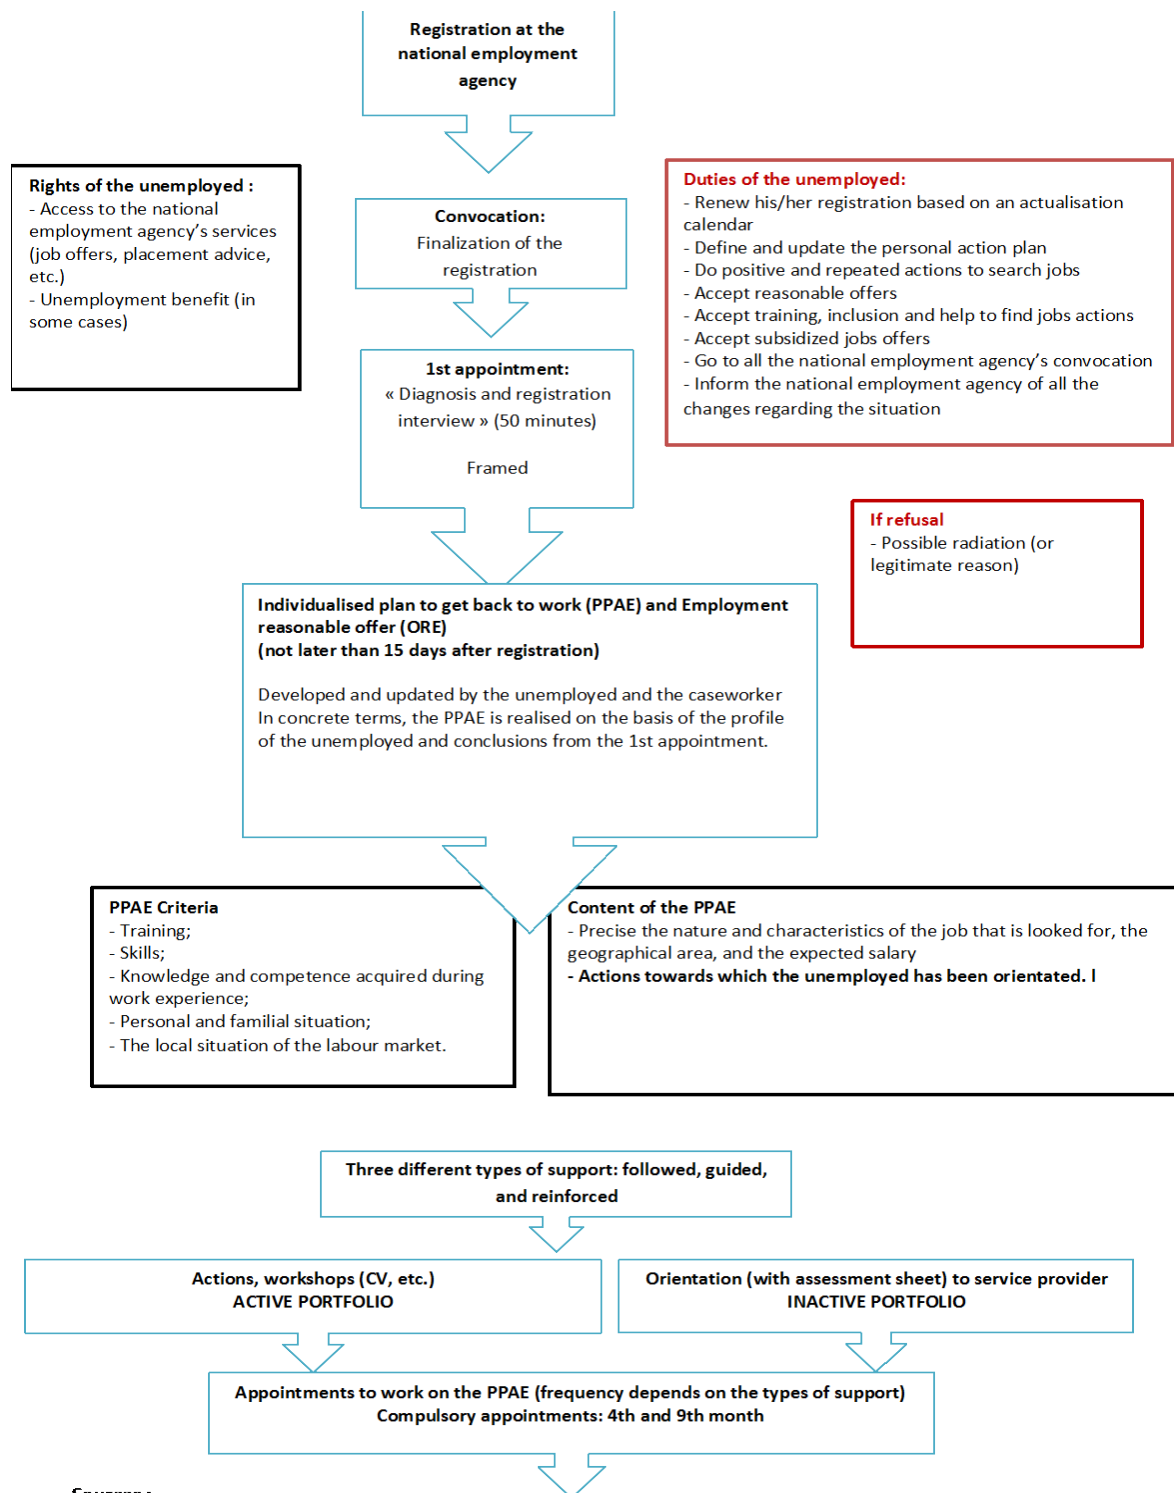 Registration at the
national employment
agency
Rights of the unemployed :
- Access to the national
employment agency's services
(job offers, placement advice,
etc.)
- Unemployment benefit (in
some cases)
Convocation:
Finalization of the
registration
Duties of the unemployed:
- Renew his/her registration based on an actualisation
calendar
- Define and update the personal action plan
- Do positive and repeated actions to search jobs
- Accept reasonable offers
- Accept training, inclusion and help to find jobs actions
- Accept subsidized jobs offers
- Go to all the national employment agency's convocation
- Inform the national employment agency of all the
changes regarding the situation
1st appointment:
« Diagnosis and registration
interview » (50 minutes)
Framed
If refusal
- Possible radiation (or
legitimate reason)
Individualised plan to get back to work (PPAE) and Employment
reasonable offer (ORE)
(not later than 15 days after registration)
Developed and updated by the unemployed and the caseworker
In concrete terms, the PPAE is realised on the basis of the profile
of the unemployed and conclusions from the 1st appointment.
PPAE Criteria
- Training;
- Skills;
- Knowledge and competence acquired during
work experience;
- Personal and familial situation;
- The local situation of the labour market.
Content of the PPAE
- Precise the nature and characteristics of the job that is looked for, the
geographical area, and the expected salary
- Actions towards which the unemployed has been orientated. l
Three different types of support: followed, guided,
and reinforced
Actions, workshops (CV, etc.)
ACTIVE PORTFOLIO
Orientation (with assessment sheet) to service provider
INACTIVE PORTFOLIO
Appointments to work on the PPAE (frequency depends on the types of support)
Compulsory appointments: 4th and 9th month